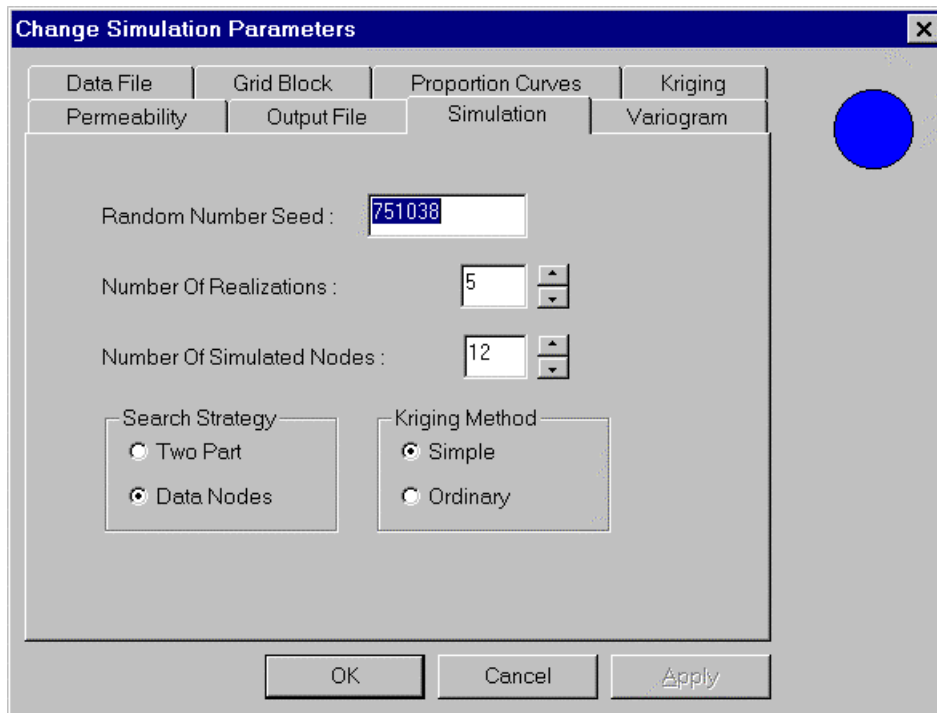 Change Simulation Parameters
Data File Grid Block Proportion Curves Kriging
Permeability Output File Simulation Variogram
Random Number Seed : 751038
Number Of Realizations : 5
Number Of Simulated Nodes : 12
Search Strategy Kriging Method
Two Part Simple
Data Nodes Ordinary
OK Cancel Apply